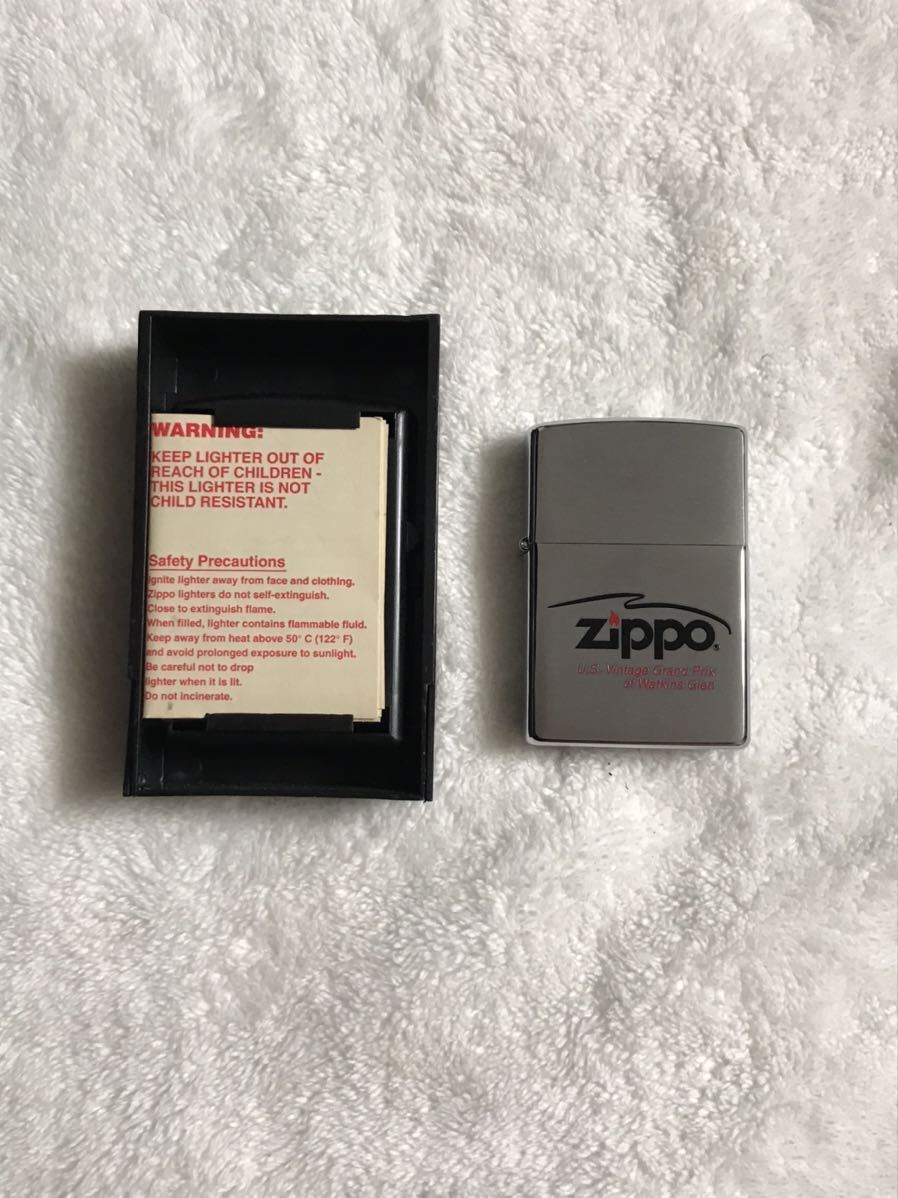 WARNING:
KEEP LIGHTER OUT OF
REACH OF CHILDREN -
THIS LIGHTER IS NOT
CHILD RESISTANT.
Safety Precautions
Ignite lighter away from face and clothing.
Zippo lighters do not self-extinguish.
Close to extinguish flame.
When filled, lighter contains flammable fluid.
Keep away from heat above 50° C (122° F)
and avoid prolonged exposure to sunlight.
Be careful not to drop
lighter when it is lit.
Do not incinerate.
Zippo®
U.S. Vintage Grand Prix
of Watkins Glen